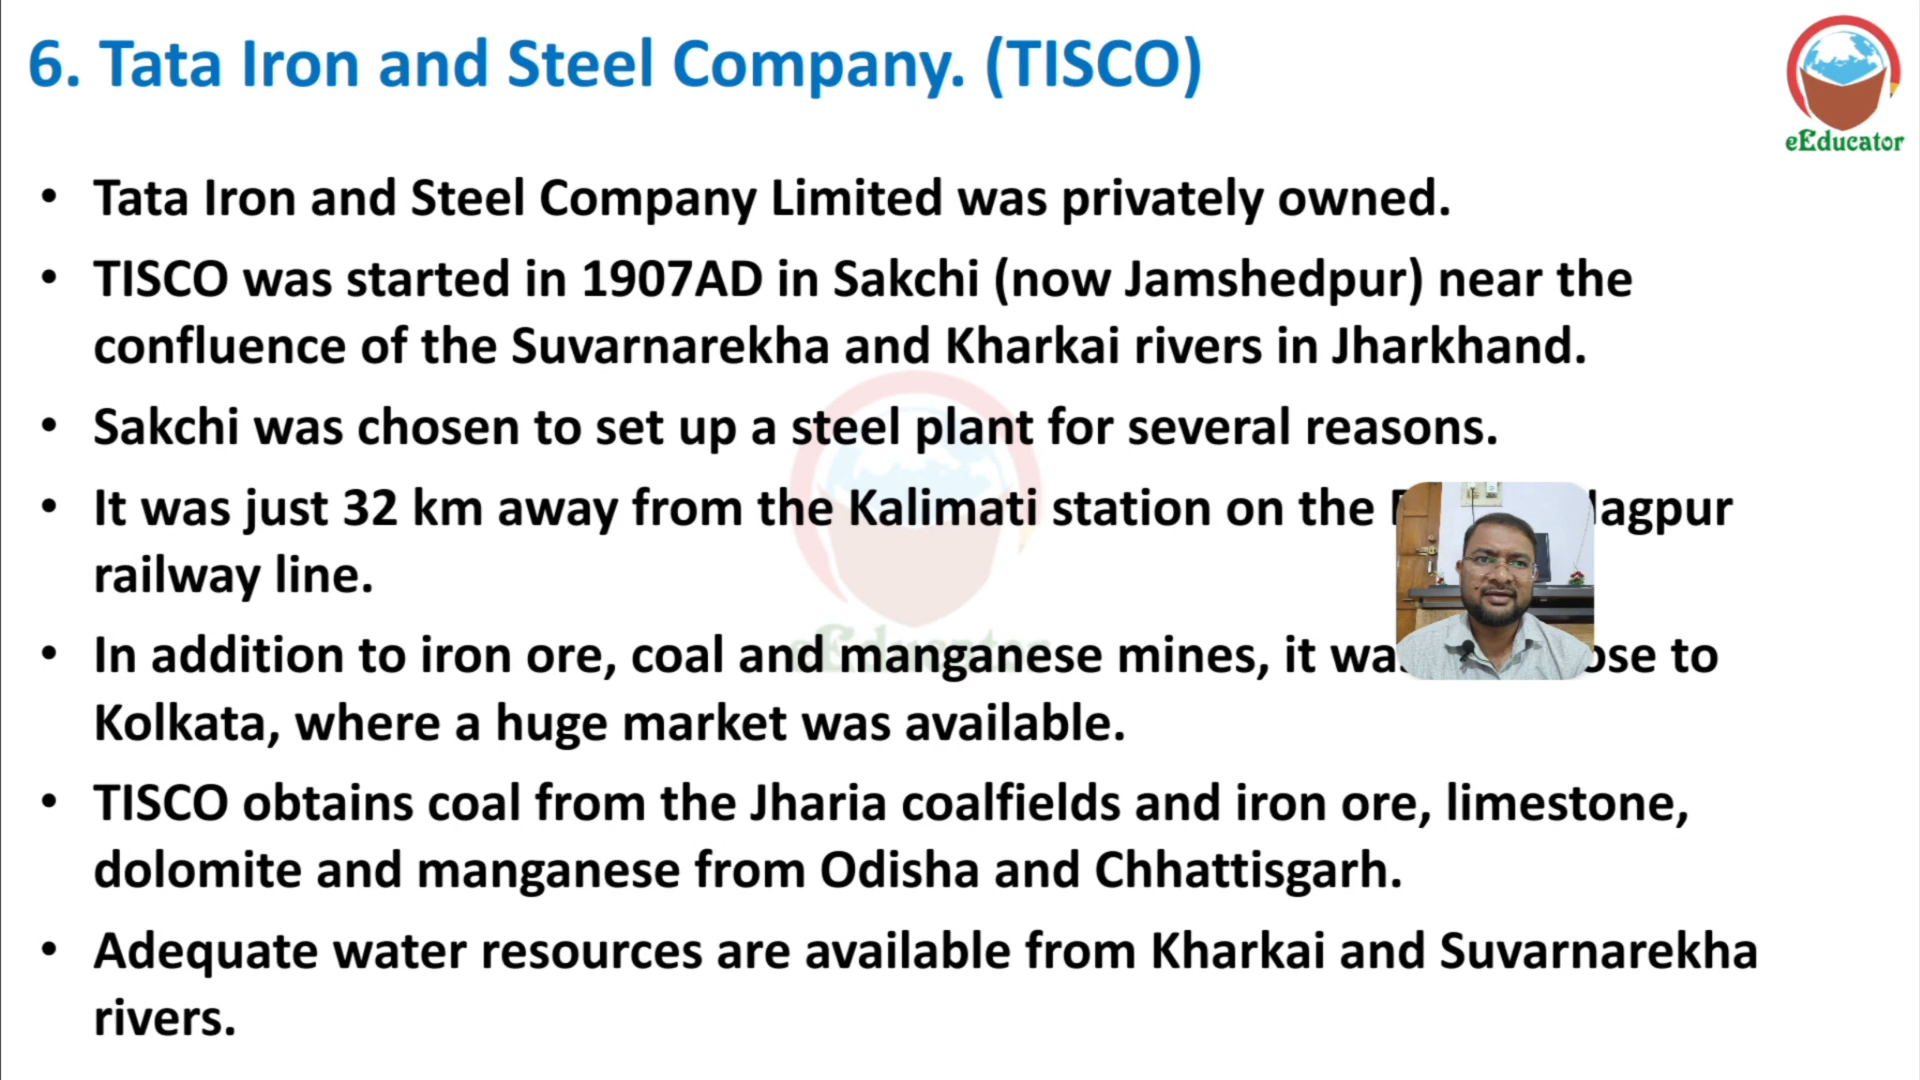 6. Tata Iron and Steel Company. (TISCO)
eEducator
• Tata Iron and Steel Company Limited was privately owned.
• TISCO was started in 1907AD in Sakchi (now Jamshedpur) near the
confluence of the Suvarnarekha and Kharkai rivers in Jharkhand.
• Sakchi was chosen to set up a steel plant for several reasons.
• It was just 32 km away from the Kalimati station on the
railway line.
• In addition to iron ore, coal and manganese mines, it to
Kolkata, where a huge market was available.
• TISCO obtains coal from the Jharia coalfields and iron ore, limestone,
dolomite and manganese from Odisha and Chhattisgarh.
• Adequate water resources are available from Kharkai and Suvarnarekha
rivers.
eEducator